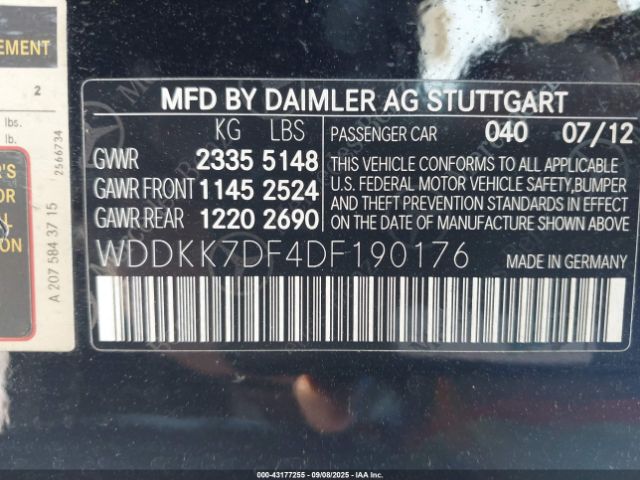 EMENT
2
lbs.
lb.
2566734
A 207 584 37 15
MFD BY DAIMLER AG STUTTGART
KG LBS
GWR 2335 5148
GAWR FRONT 1145 2524
GAWR REAR 1220 2690
PASSENGER CAR 040 07/12
THIS VEHICLE CONFORMS TO ALL APPLICABLE
U.S. FEDERAL MOTOR VEHICLE SAFETY,BUMPER
AND THEFT PREVENTION STANDARDS IN EFFECT
ON THE DATE OF MANUFACTURE SHOWN ABOVE
WDDKK7DF4DF190176 MADE IN GERMANY
000-43177255 - 09/08/2025 - IAA Inc.